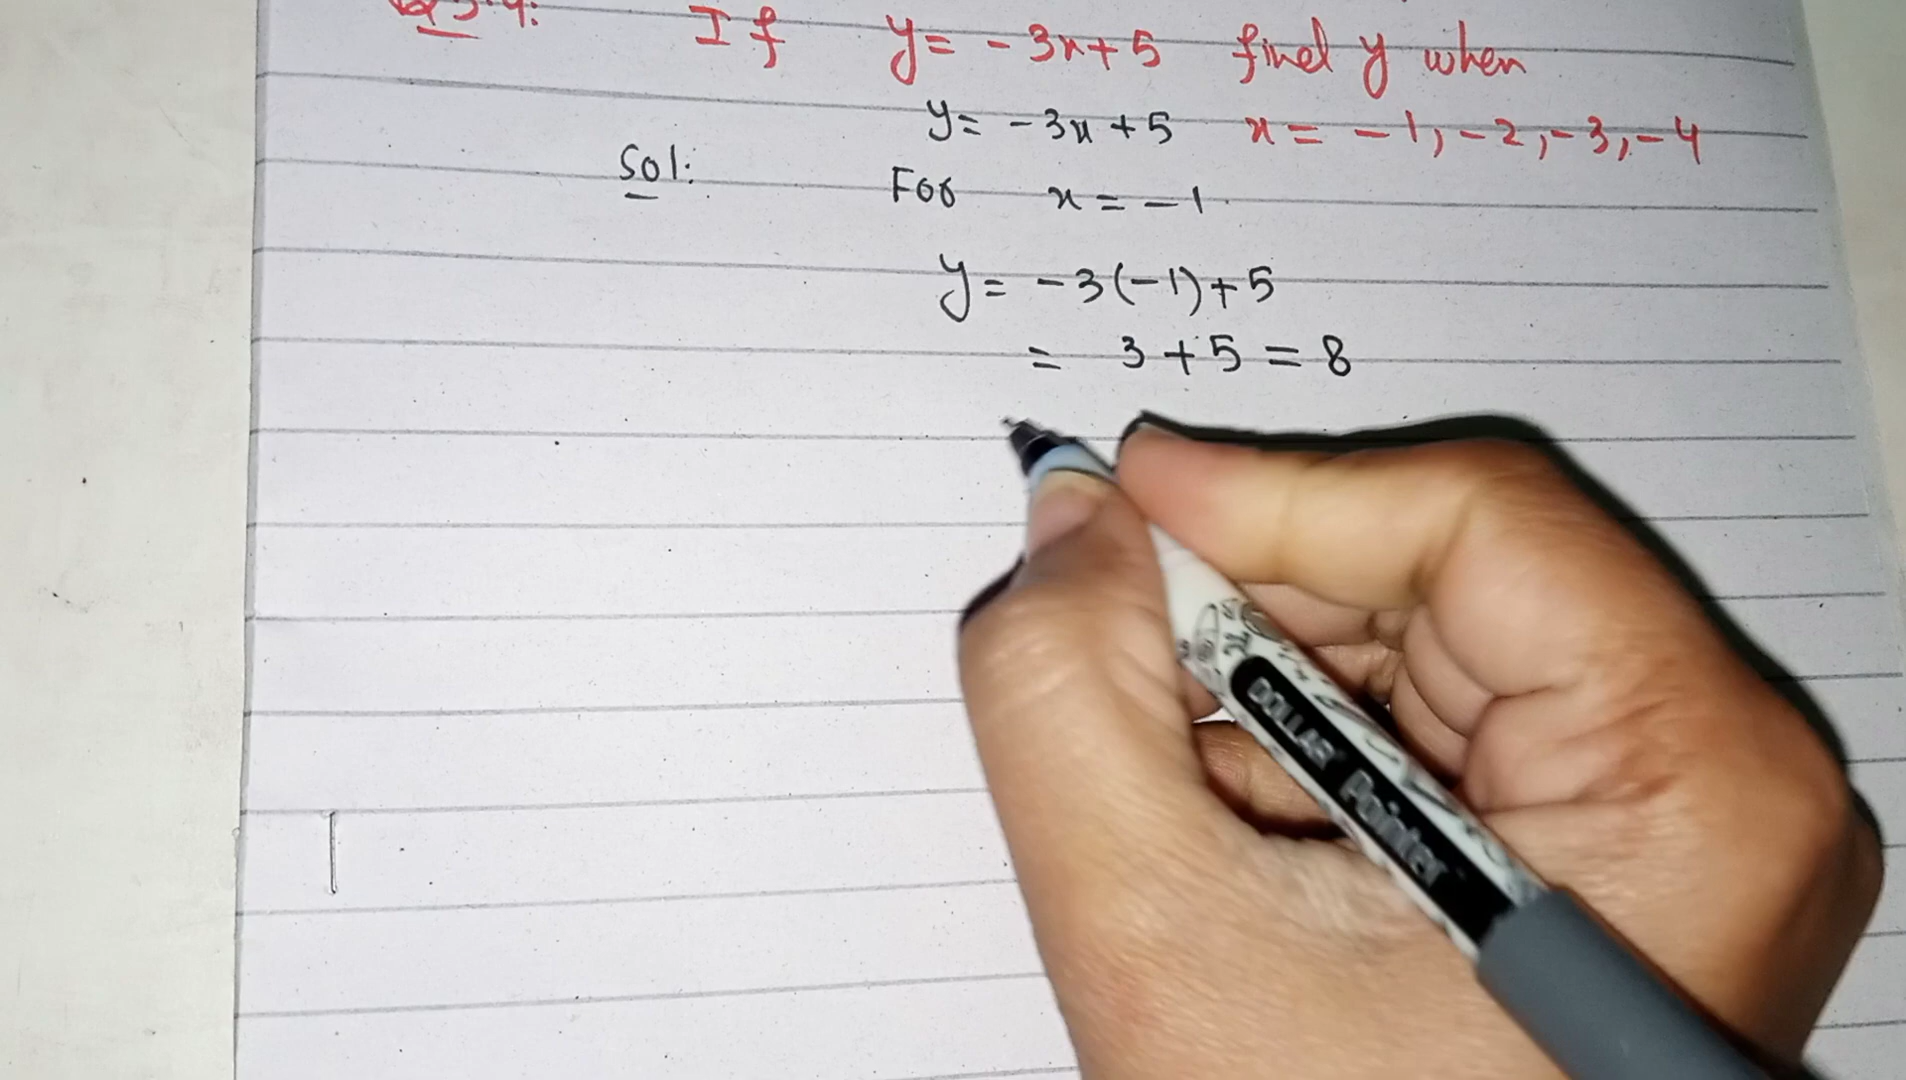 If y = -3x+5 find y when
y = -3x+5 x = -1, -2, -3, -4
Sol:
For x = -1
y = -3(-1)+5
= 3+5 = 8
DOLLAR Pointer